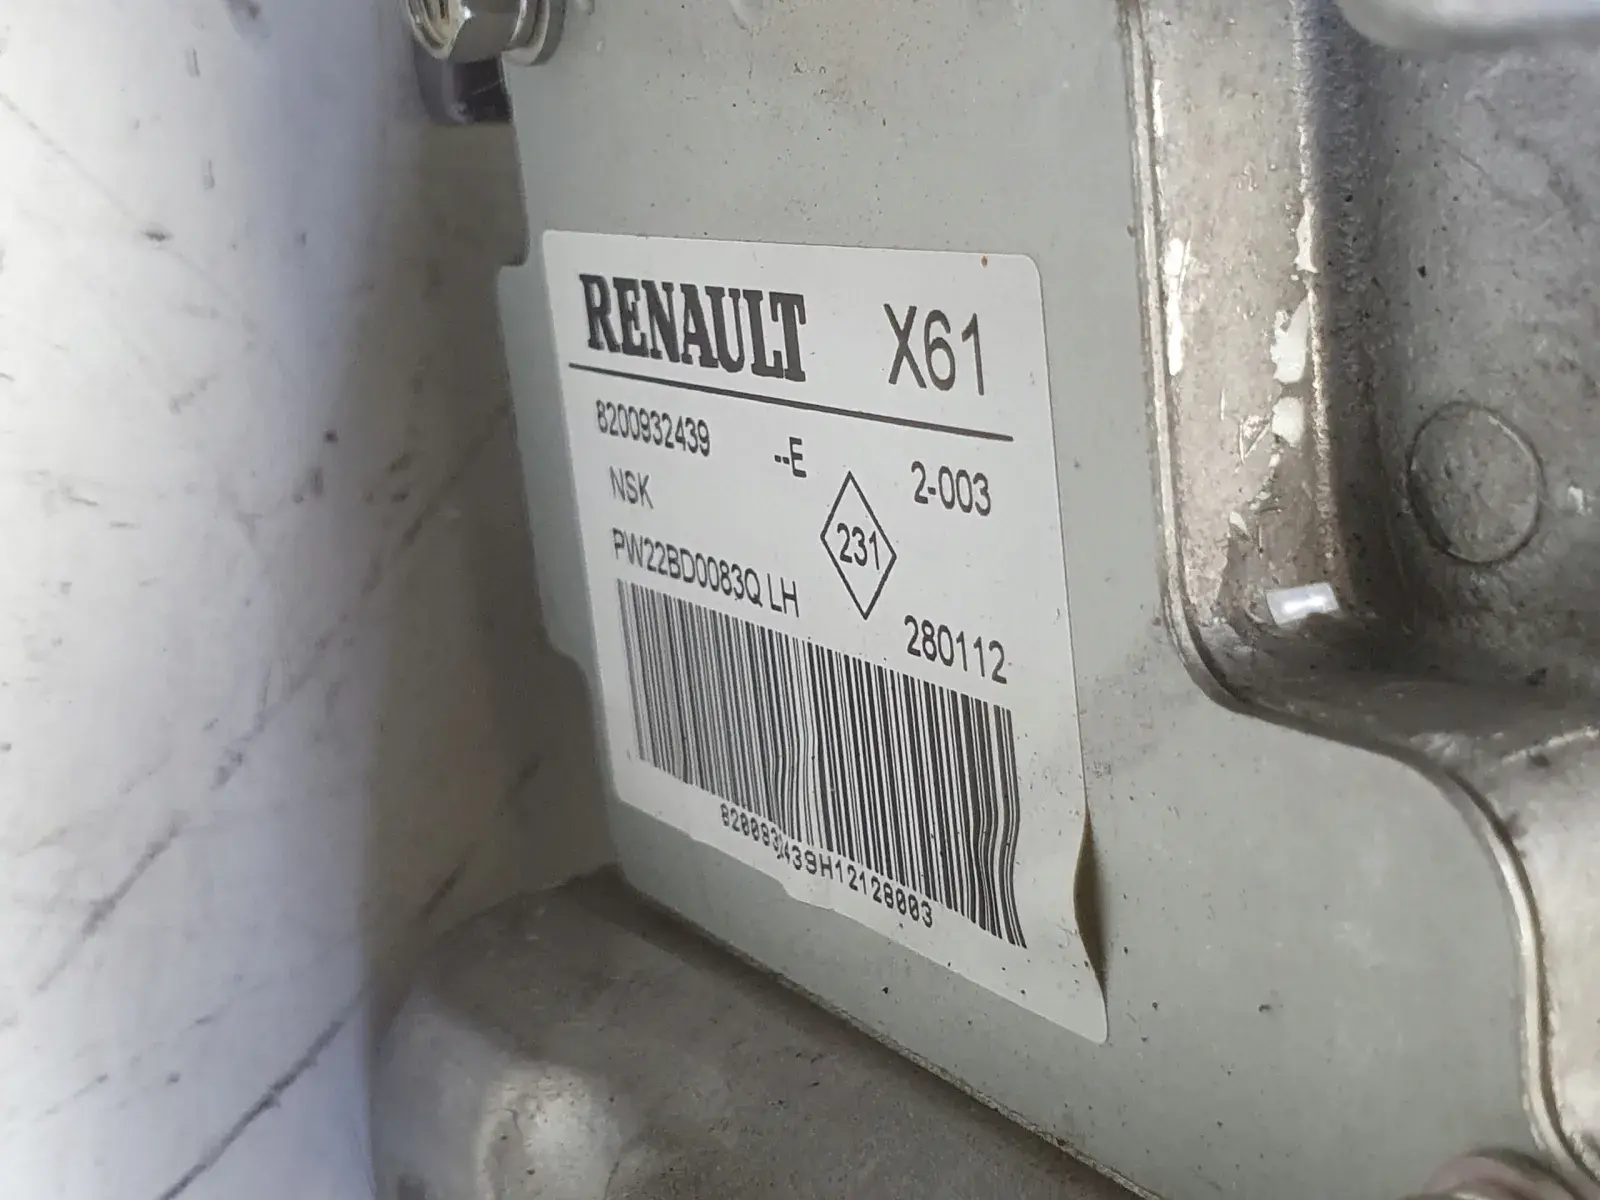 RENAULT X61
8200932439 --E 2-003
NSK
231
PW22BD0083Q LH
280112